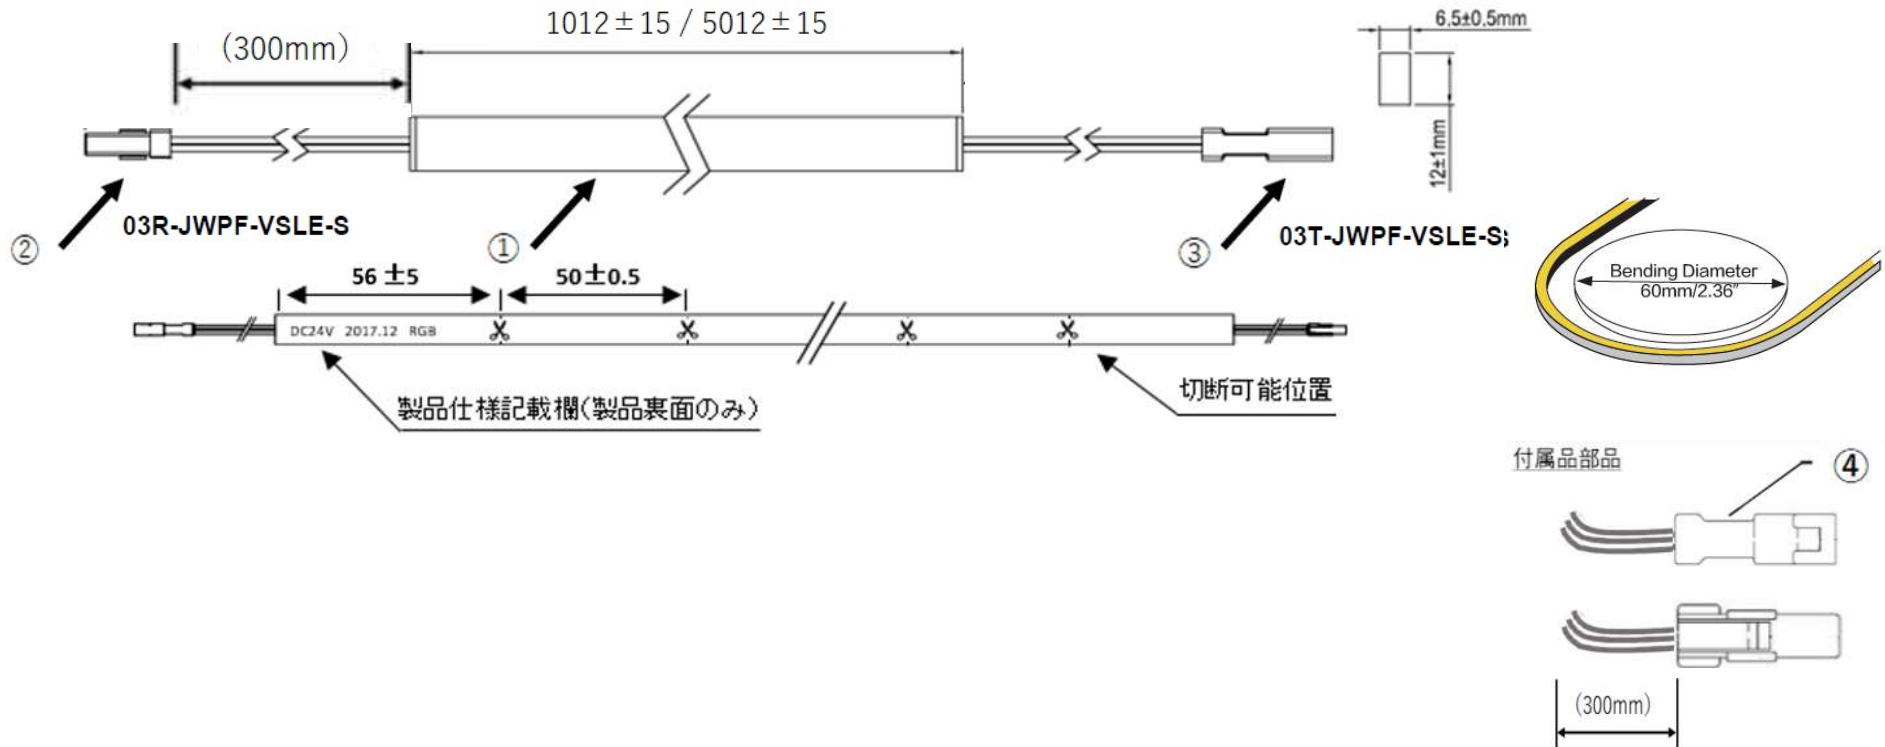 (300mm)
1012±15 / 5012±15
6.5±0.5mm
12±1mm
② 03R-JWPF-VSLE-S
①
③ 03T-JWPF-VSLE-Ss
56 ±5
50±0.5
DC24V 2017.12 RGB
製品仕様記載欄(製品裏面のみ)
切断可能位置
Bending Diameter
60mm/2.36"
付属品部品
④
(300mm)